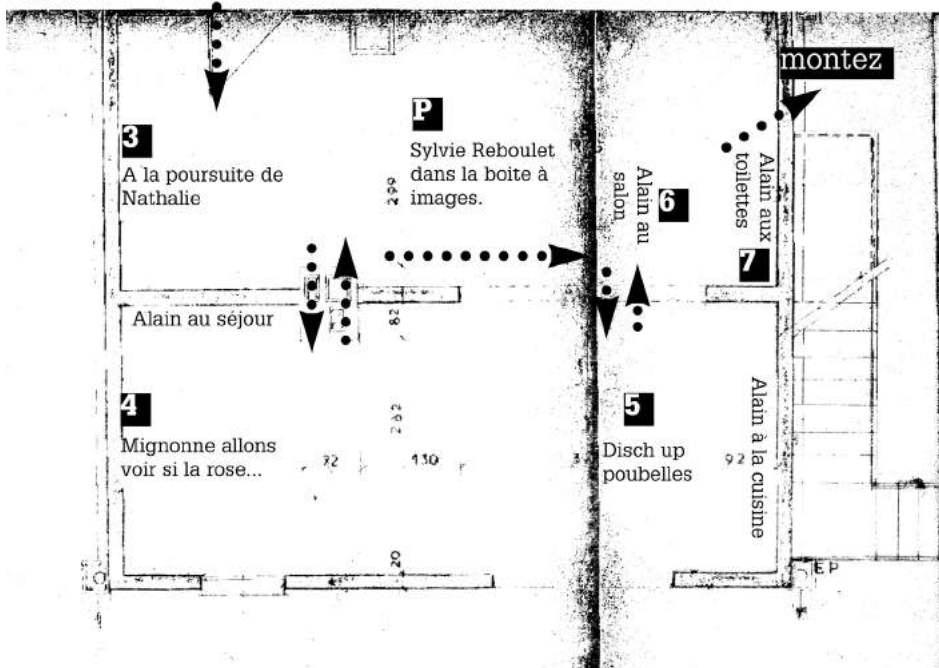 montez
3
A la poursuite de
Nathalie
P
Sylvie Reboulet
dans la boite à
images.
299
Alain au
salon
6
Alain aux
toilettes
7
Alain au séjour
82
4
Mignonne allons
voir si la rose...
262
72
130
5
Disch up
poubelles
92
Alain à la cuisine
20
EP